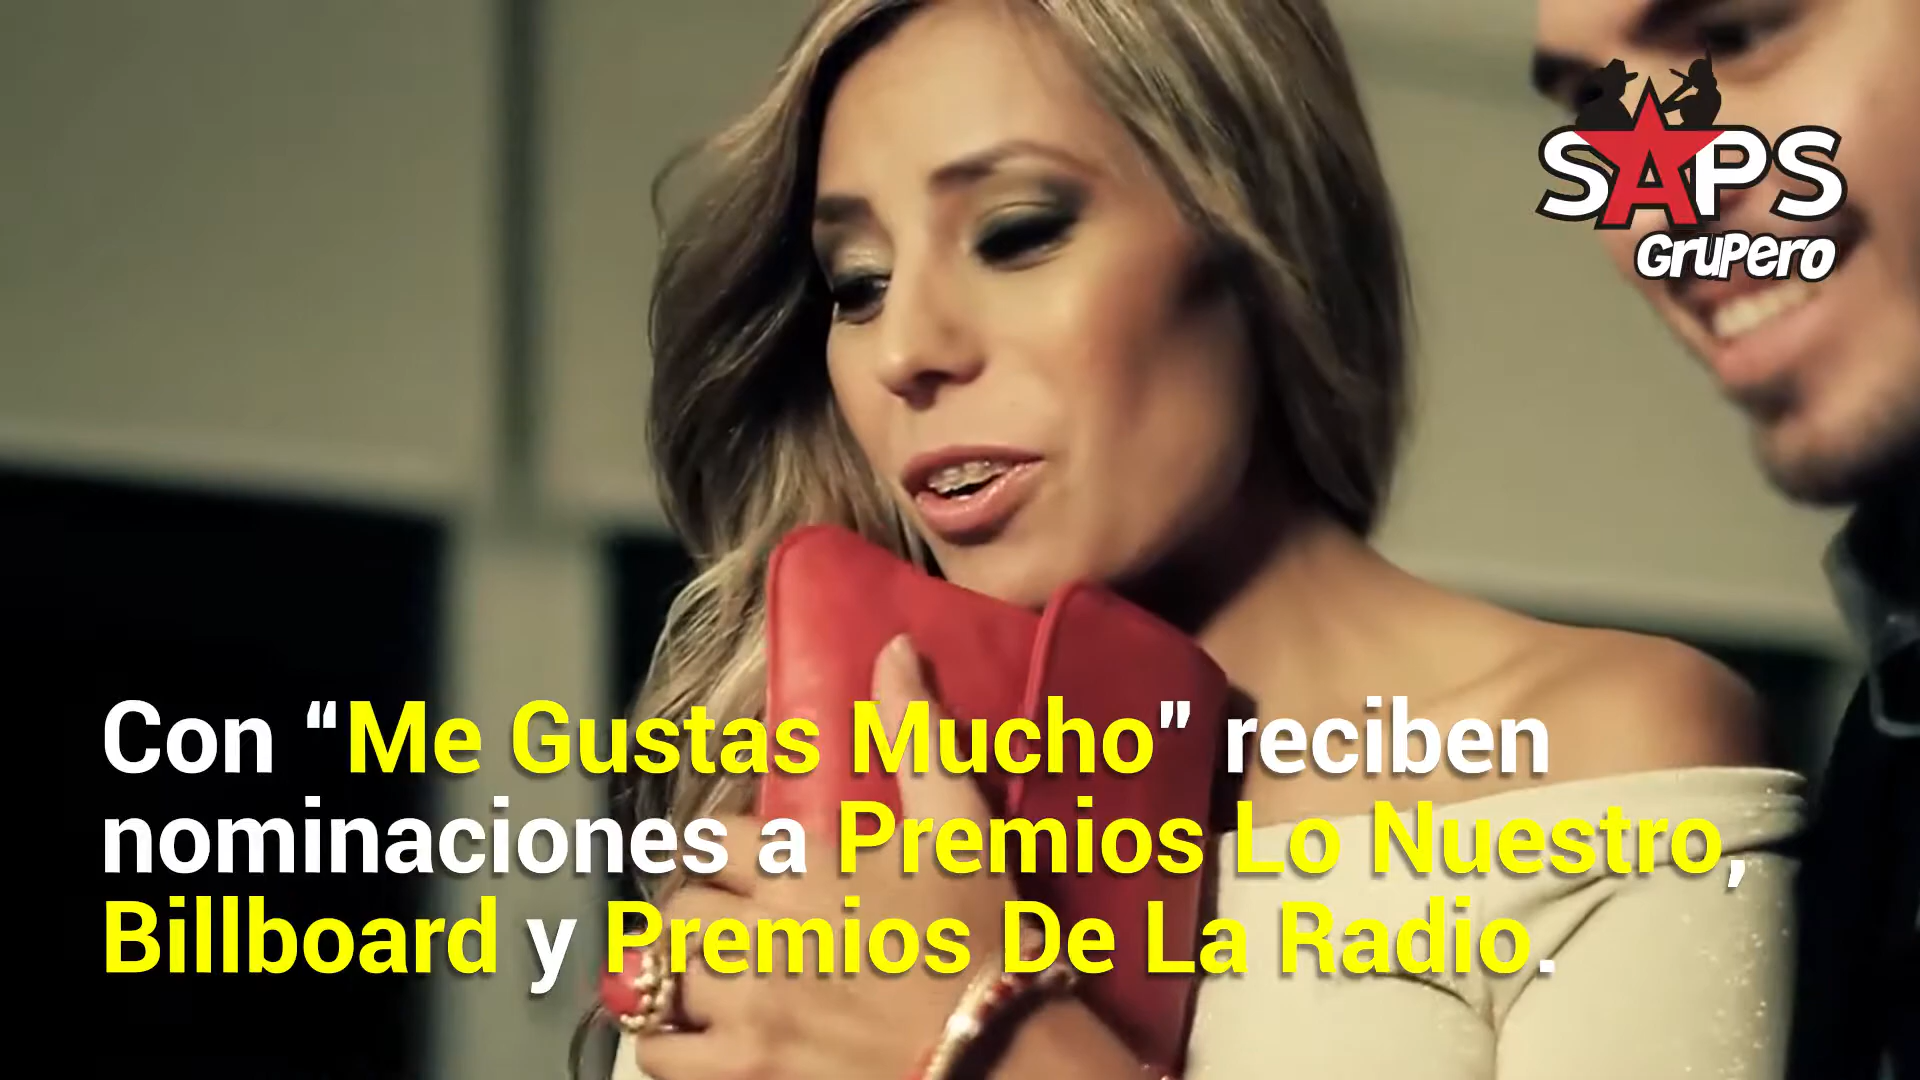 SAPS
GruPero
Con “Me Gustas Mucho” reciben
nominaciones a Premios Lo Nuestro,
Billboard y Premios De La Radio.